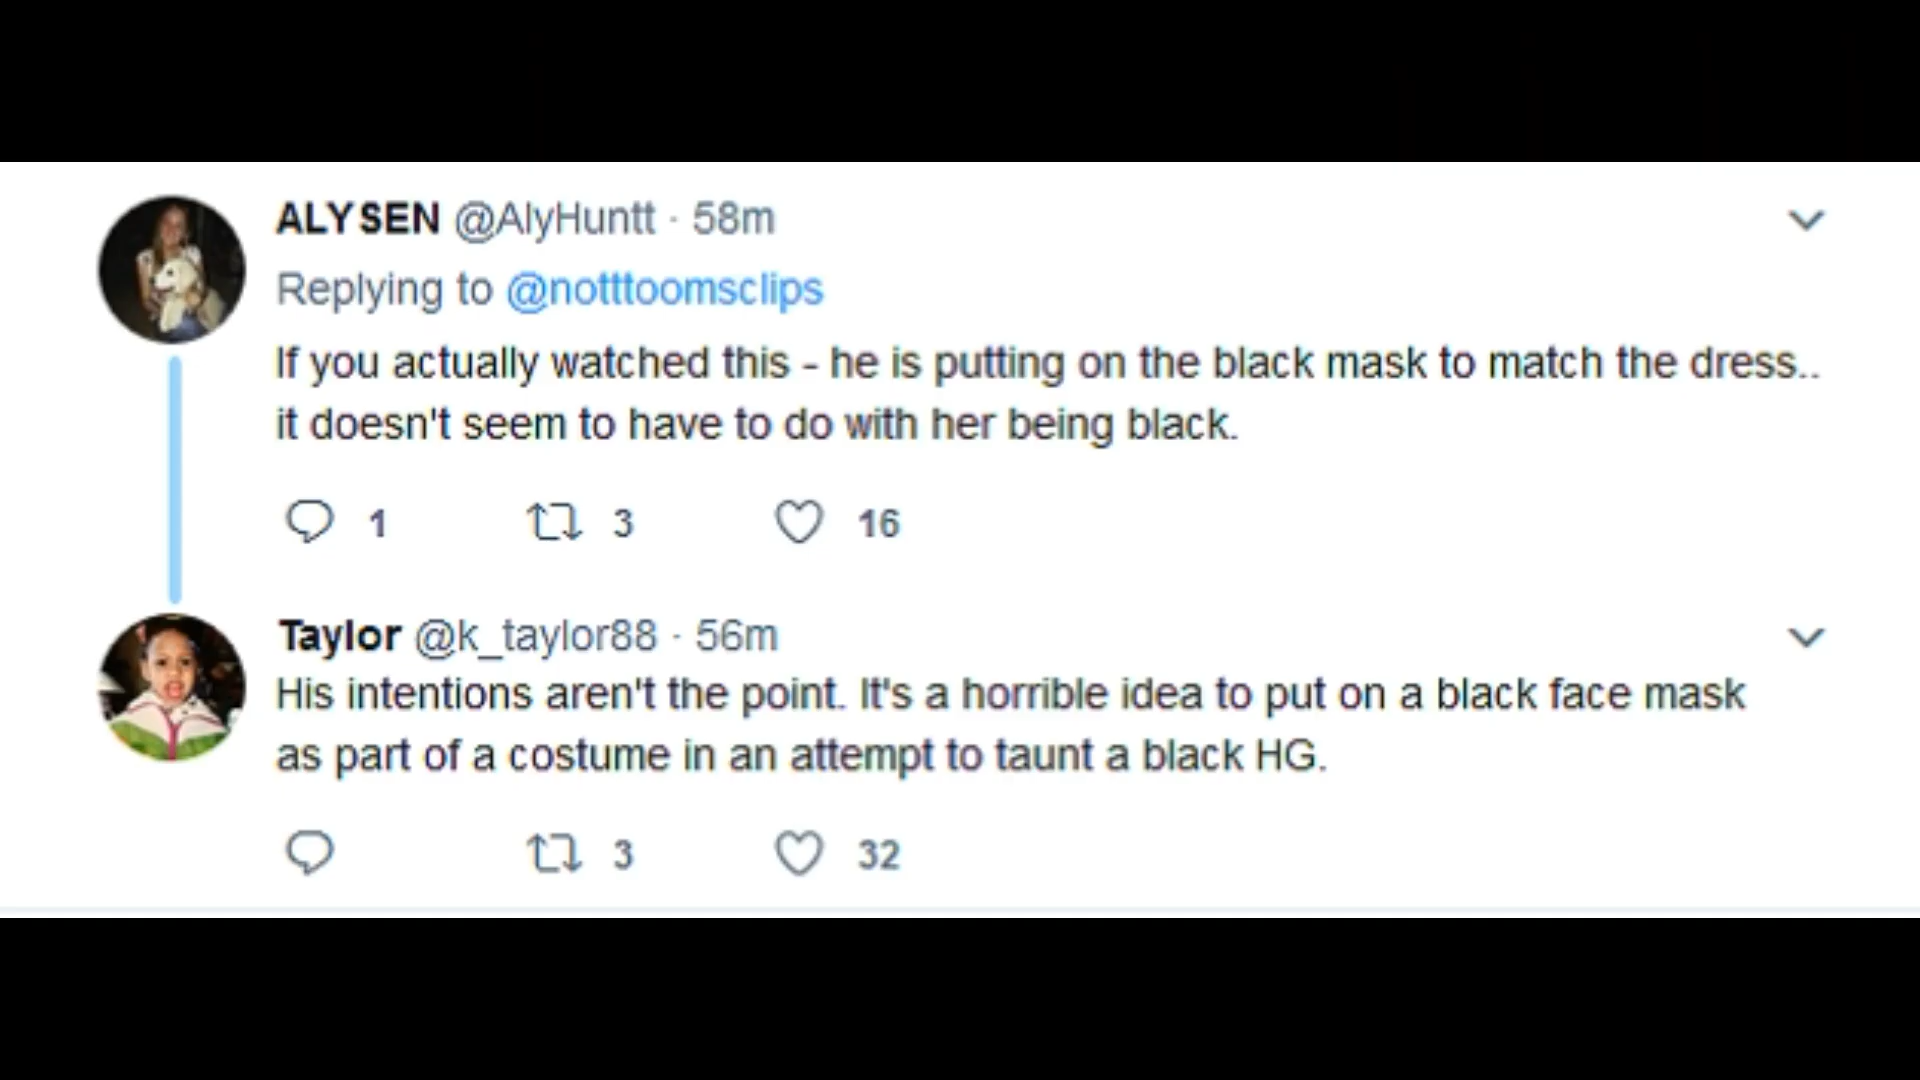 ALYSEN @AlyHuntt · 58m
Replying to @notttoomsclips
If you actually watched this - he is putting on the black mask to match the dress..
it doesn't seem to have to do with her being black.
1 3 16
Taylor @k_taylor88 · 56m
His intentions aren't the point. It's a horrible idea to put on a black face mask
as part of a costume in an attempt to taunt a black HG.
3 32